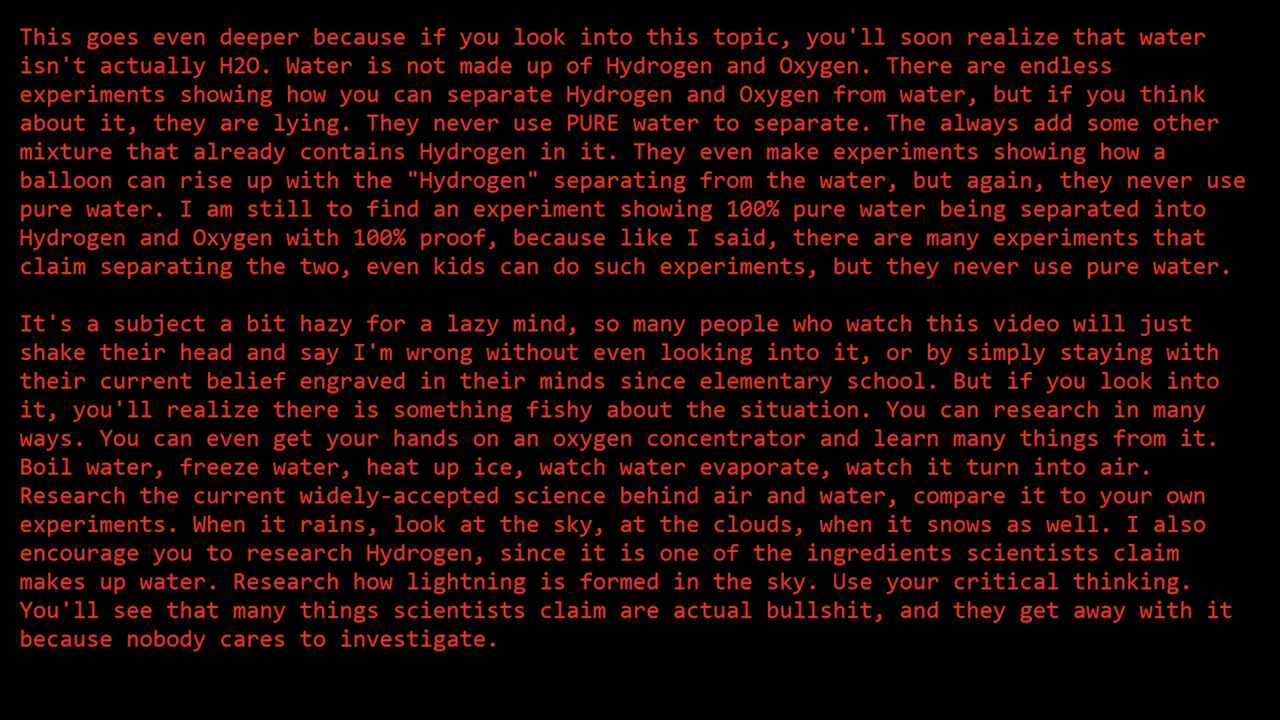 This goes even deeper because if you look into this topic, you'll soon realize that water
isn't actually H2O. Water is not made up of Hydrogen and Oxygen. There are endless
experiments showing how you can separate Hydrogen and Oxygen from water, but if you think
about it, they are lying. They never use PURE water to separate. The always add some other
mixture that already contains Hydrogen in it. They even make experiments showing how a
balloon can rise up with the "Hydrogen" separating from the water, but again, they never use
pure water. I am still to find an experiment showing 100% pure water being separated into
Hydrogen and Oxygen with 100% proof, because like I said, there are many experiments that
claim separating the two, even kids can do such experiments, but they never use pure water.
It's a subject a bit hazy for a lazy mind, so many people who watch this video will just
shake their head and say I'm wrong without even looking into it, or by simply staying with
their current belief engraved in their minds since elementary school. But if you look into
it, you'll realize there is something fishy about the situation. You can research in many
ways. You can even get your hands on an oxygen concentrator and learn many things from it.
Boil water, freeze water, heat up ice, watch water evaporate, watch it turn into air.
Research the current widely-accepted science behind air and water, compare it to your own
experiments. When it rains, look at the sky, at the clouds, when it snows as well. I also
encourage you to research Hydrogen, since it is one of the ingredients scientists claim
makes up water. Research how lightning is formed in the sky. Use your critical thinking.
You'll see that many things scientists claim are actual bullshit, and they get away with it
because nobody cares to investigate.